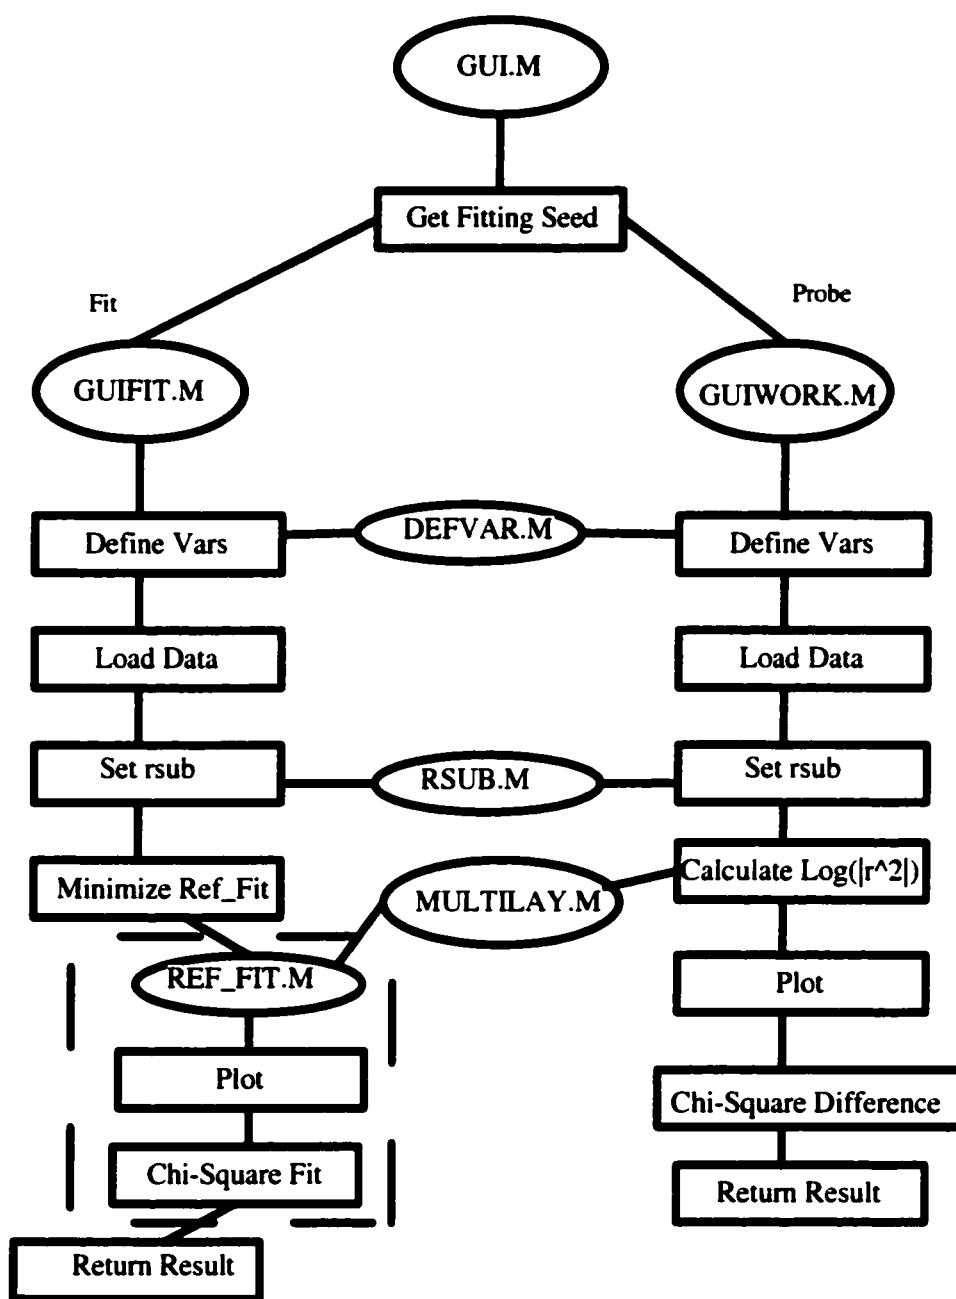 GUI.M
Get Fitting Seed
Fit
Probe
GUIFIT.M
GUIWORK.M
Define Vars
DEFVAR.M
Define Vars
Load Data
Load Data
Set rsub
RSUB.M
Set rsub
Minimize Ref_Fit
MULTILAY.M
Calculate Log(|r^2|)
REF_FIT.M
Plot
Plot
Chi-Square Difference
Chi-Square Fit
Return Result
Return Result